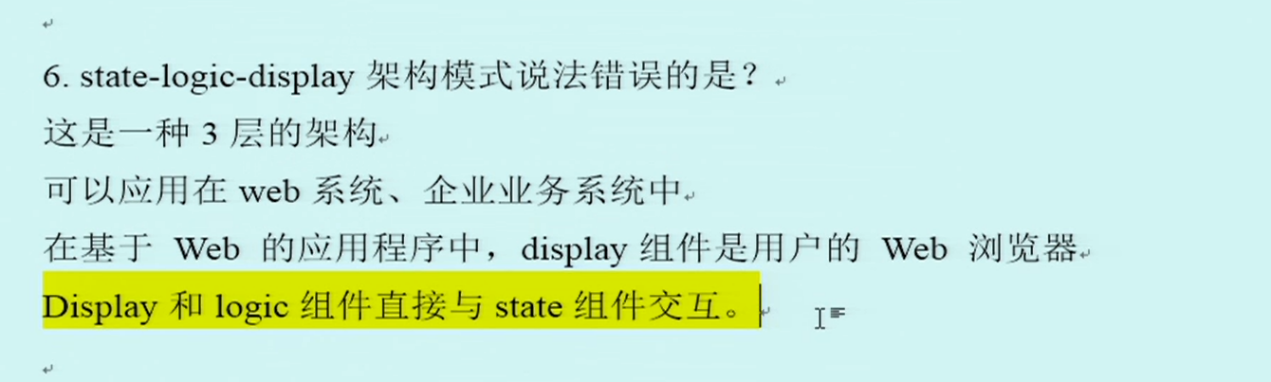 6. state-logic-display 架构模式说法错误的是？
这是一种 3 层的架构
可以应用在 web 系统、企业业务系统中
在基于 Web 的应用程序中，display 组件是用户的 Web 浏览器
Display 和 logic 组件直接与 state 组件交互。